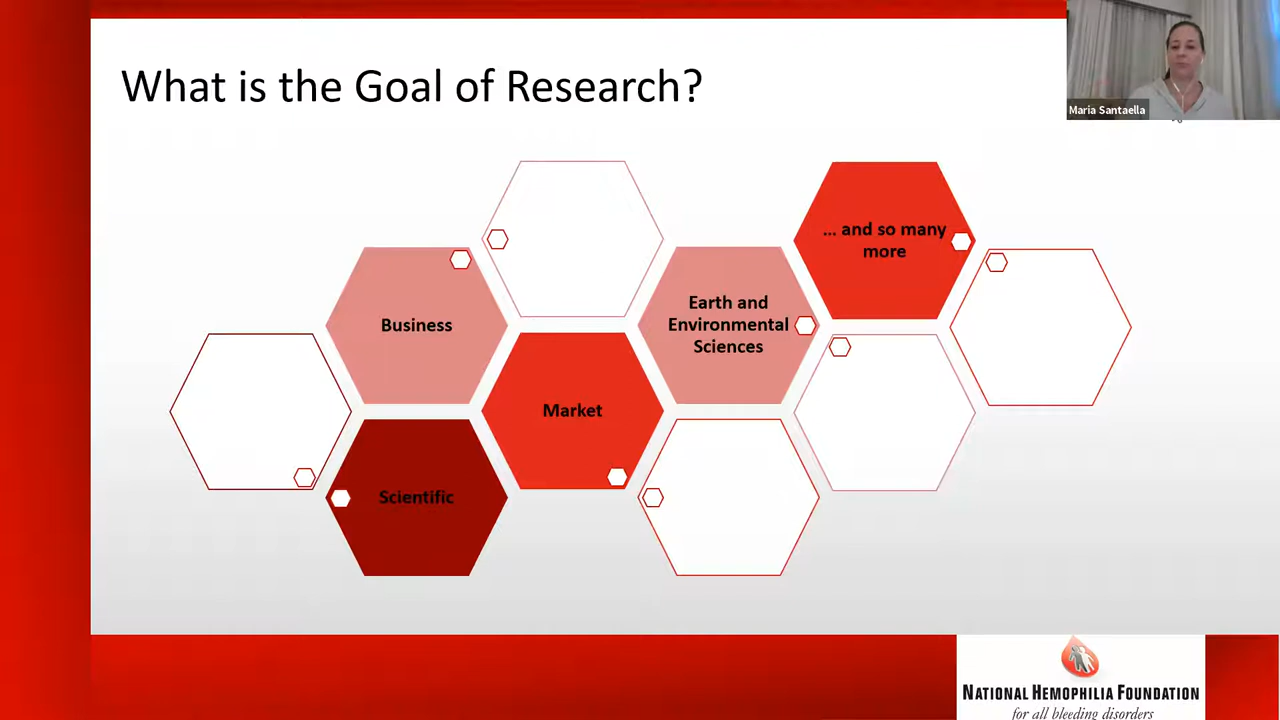 What is the Goal of Research?
Maria Santaella
... and so many
more
Business
Earth and
Environmental
Sciences
Market
Scientific
NATIONAL HEMOPHILIA FOUNDATION
for all bleeding disorders